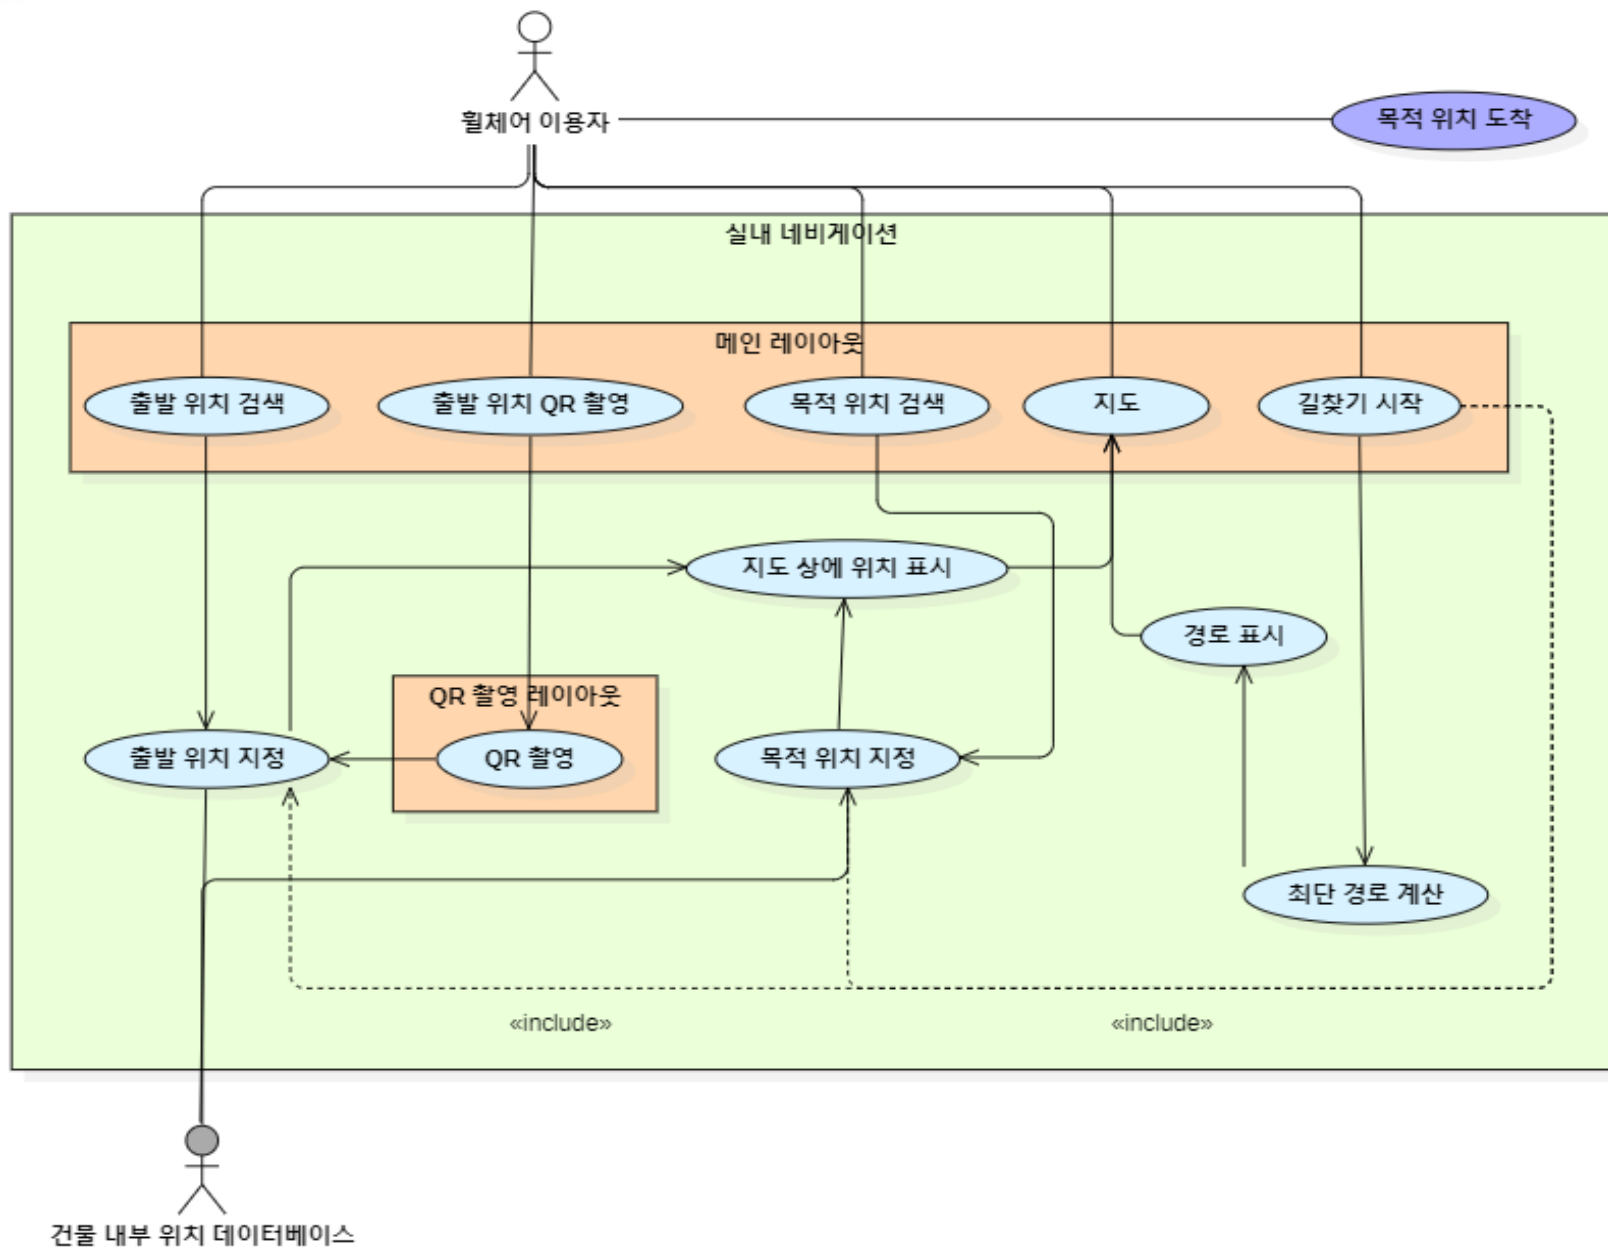 휠체어 이용자
목적 위치 도착
실내 네비게이션
메인 레이아웃
출발 위치 검색
출발 위치 QR 촬영
목적 위치 검색
지도
길찾기 시작
지도 상에 위치 표시
경로 표시
QR 촬영 레이아웃
출발 위치 지정
QR 촬영
목적 위치 지정
최단 경로 계산
«include»
«include»
건물 내부 위치 데이터베이스